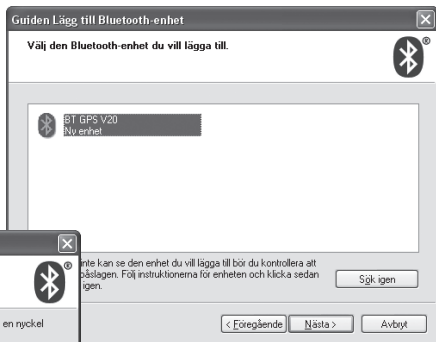 Guiden Lägg till Bluetooth-enhet
Välj den Bluetooth-enhet du vill lägga till.
BT GPS V20
Ny enhet
inte kan se den enhet du vill lägga till bör du kontrollera att
påslagen. Följ instruktionerna för enheten och klicka sedan
igen.
Sök igen
en nyckel
< Föregående
Nästa >
Avbryt